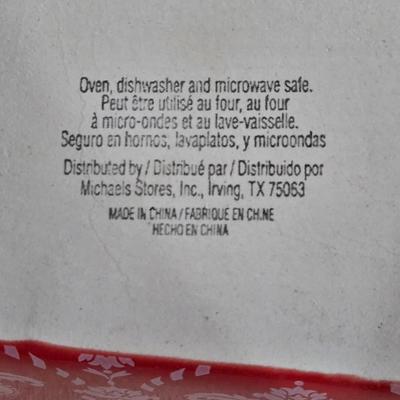 Oven, dishwasher and microwave safe.
Peut être utilisé au four, au four
à micro-ondes et au lave-vaisselle.
Seguro en hornos, lavaplatos, y microondas
Distributed by / Distribué par / Distribuido por
Michaels Stores, Inc., Irving, TX 75063
MADE IN CHINA / FABRIQUÉ EN CHINE
HECHO EN CHINA